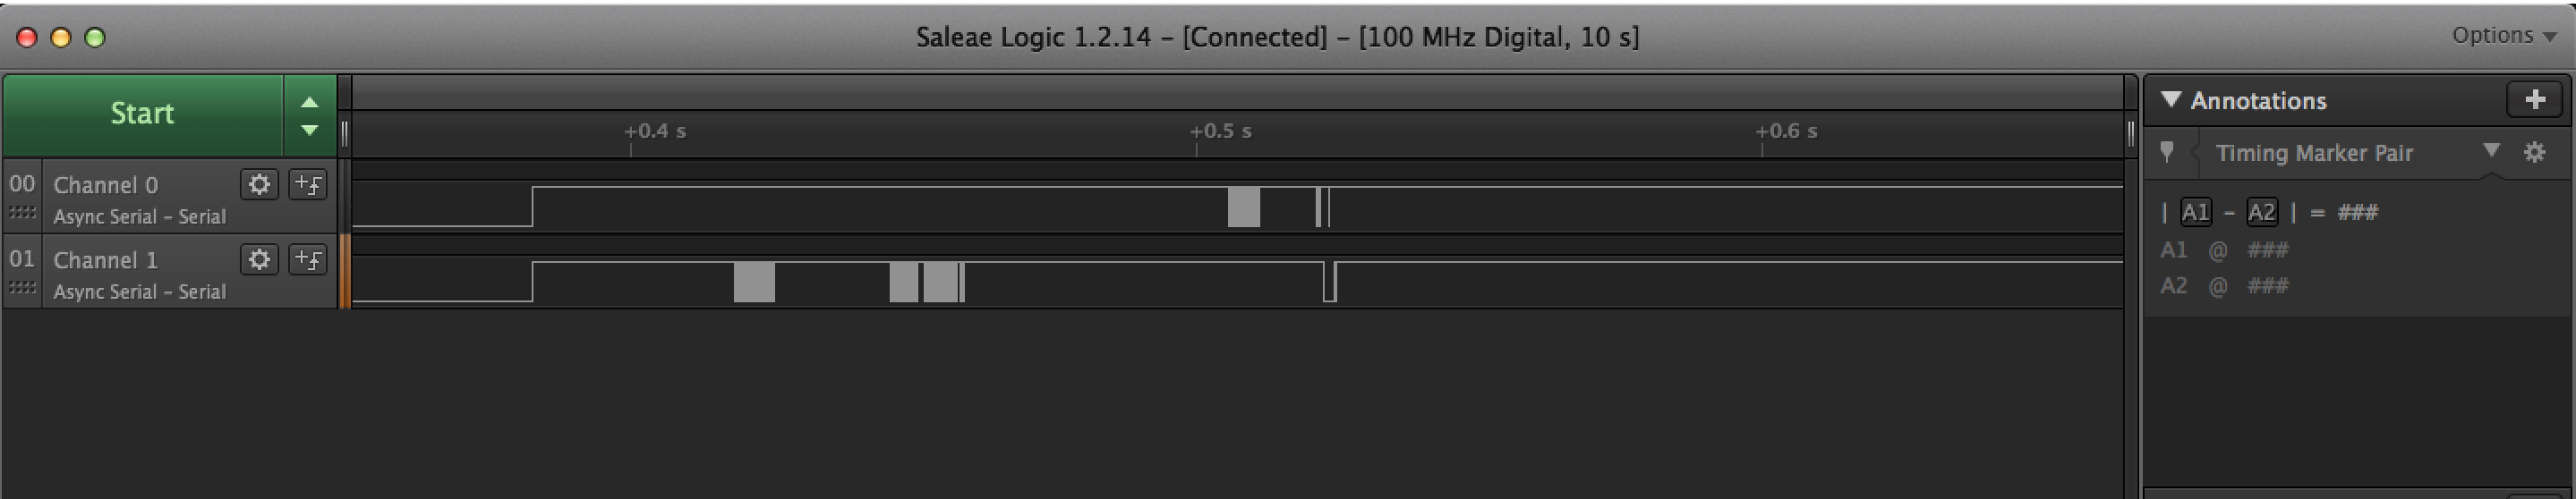 Saleae Logic 1.2.14 – [Connected] – [100 MHz Digital, 10 s]
Options
Start
+0.4 s
+0.5 s
+0.6 s
Annotations
+
Timing Marker Pair
00
Channel 0
Async Serial – Serial
| A1 – A2 | = ###
A1 @ ###
A2 @ ###
01
Channel 1
Async Serial – Serial